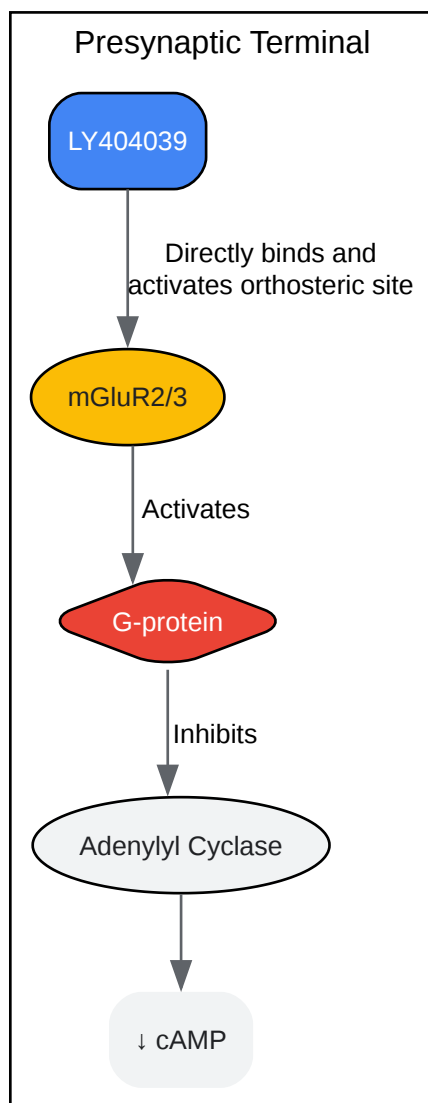 Presynaptic Terminal
LY404039
Directly binds and
activates orthosteric site
mGluR2/3
Activates
G-protein
Inhibits
Adenylyl Cyclase
↓ cAMP